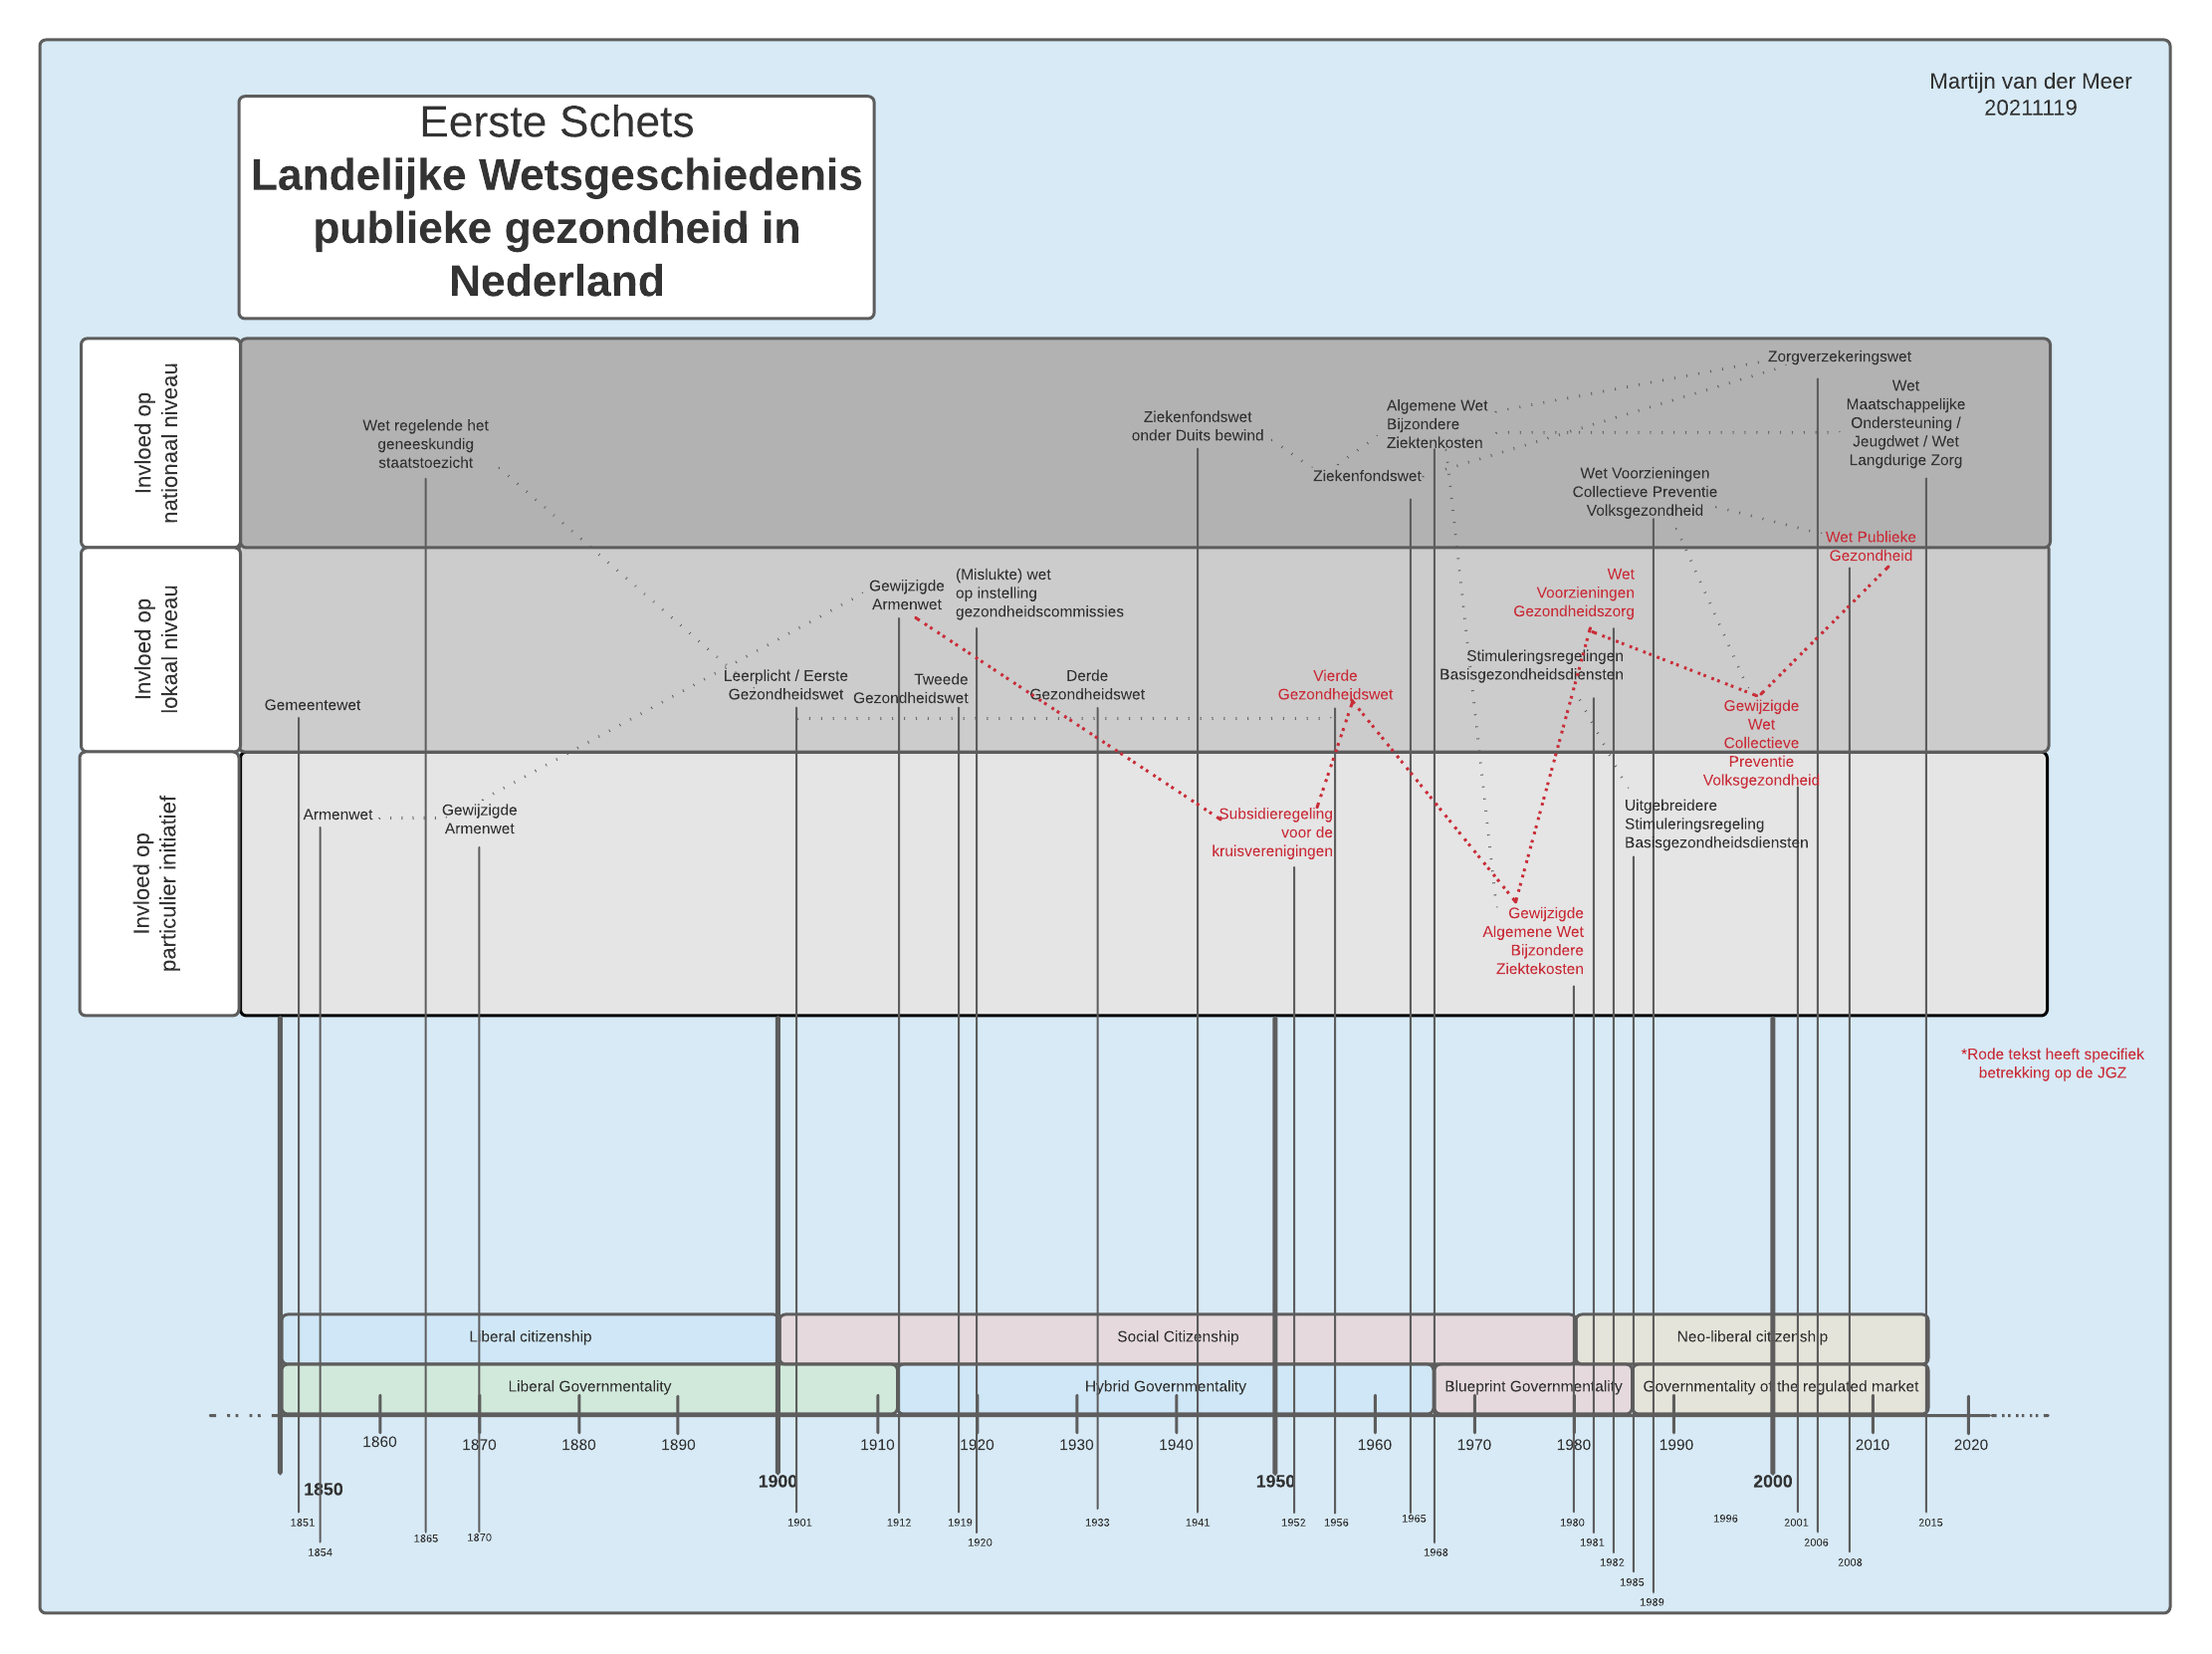 Martijn van der Meer
20211119
Eerste Schets
Landelijke Wetsgeschiedenis
publieke gezondheid in
Nederland
Invloed op
nationaal niveau
Wet regelende het
geneeskundig
staatstoezicht
Ziekenfondswet
onder Duits bewind
Algemene Wet
Bijzondere
Ziektenkosten
Ziekenfondswet
Zorgverzekeringswet
Wet
Maatschappelijke
Ondersteuning /
Jeugdwet / Wet
Langdurige Zorg
Wet Voorzieningen
Collectieve Preventie
Volksgezondheid
Wet Publieke
Gezondheid
Invloed op
lokaal niveau
Gemeentewet
Leerplicht / Eerste
Gezondheidswet
Gewijzigde
Armenwet
(Mislukte) wet
op instelling
gezondheidscommissies
Tweede
Gezondheidswet
Derde
Gezondheidswet
Vierde
Gezondheidswet
Wet
Voorzieningen
Gezondheidszorg
Stimuleringsregelingen
Basisgezondheidsdiensten
Gewijzigde
Wet
Collectieve
Preventie
Volksgezondheid
Invloed op
particulier initiatief
Armenwet
Gewijzigde
Armenwet
Subsidieregeling
voor de
kruisverenigingen
Gewijzigde
Algemene Wet
Bijzondere
Ziektekosten
Uitgebreidere
Stimuleringsregeling
Basisgezondheidsdiensten
*Rode tekst heeft specifiek
betrekking op de JGZ
Liberal citizenship
Social Citizenship
Neo-liberal citizenship
Liberal Governmentality
Hybrid Governmentality
Blueprint Governmentality
Governmentality of the regulated market
1860
1870
1880
1890
1910
1920
1930
1940
1960
1970
1980
1990
2010
2020
1850
1900
1950
2000
1851
1854
1865
1870
1901
1912
1919
1920
1933
1941
1952
1956
1965
1968
1980
1981
1982
1985
1989
1996
2001
2006
2008
2015